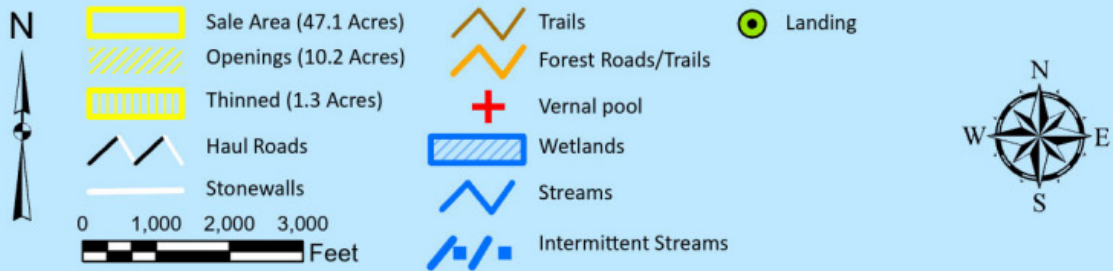 N
Sale Area (47.1 Acres)
Openings (10.2 Acres)
Thinned (1.3 Acres)
Haul Roads
Stonewalls
0 1,000 2,000 3,000
Feet
Trails
Forest Roads/Trails
Vernal pool
Wetlands
Streams
Intermittent Streams
Landing
N
W E
S